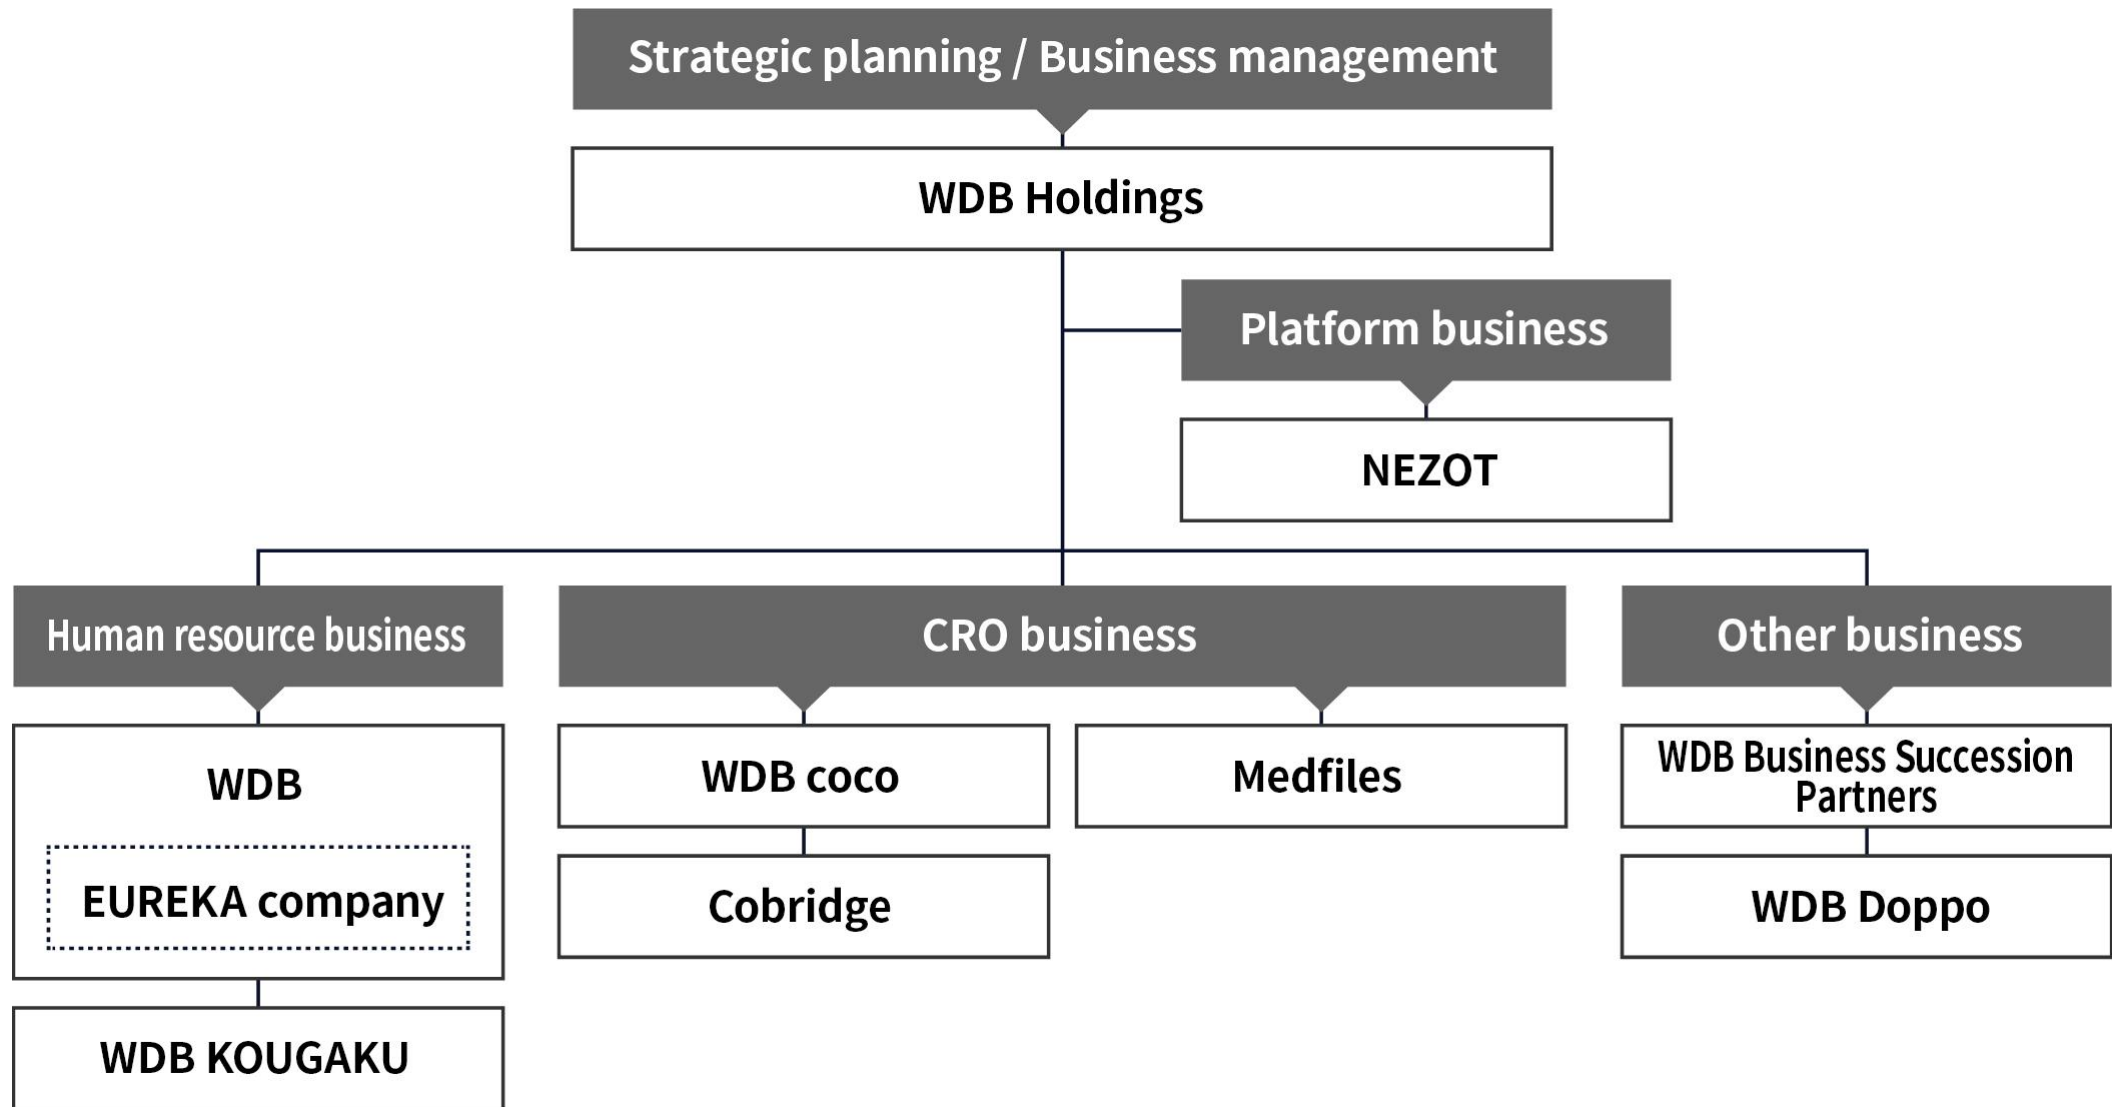 Strategic planning / Business management
WDB Holdings
Platform business
NEZOT
Human resource business
CRO business
Other business
WDB
EUREKA company
WDB KOUGAKU
WDB coco
Cobridge
Medfiles
WDB Business Succession
Partners
WDB Doppo